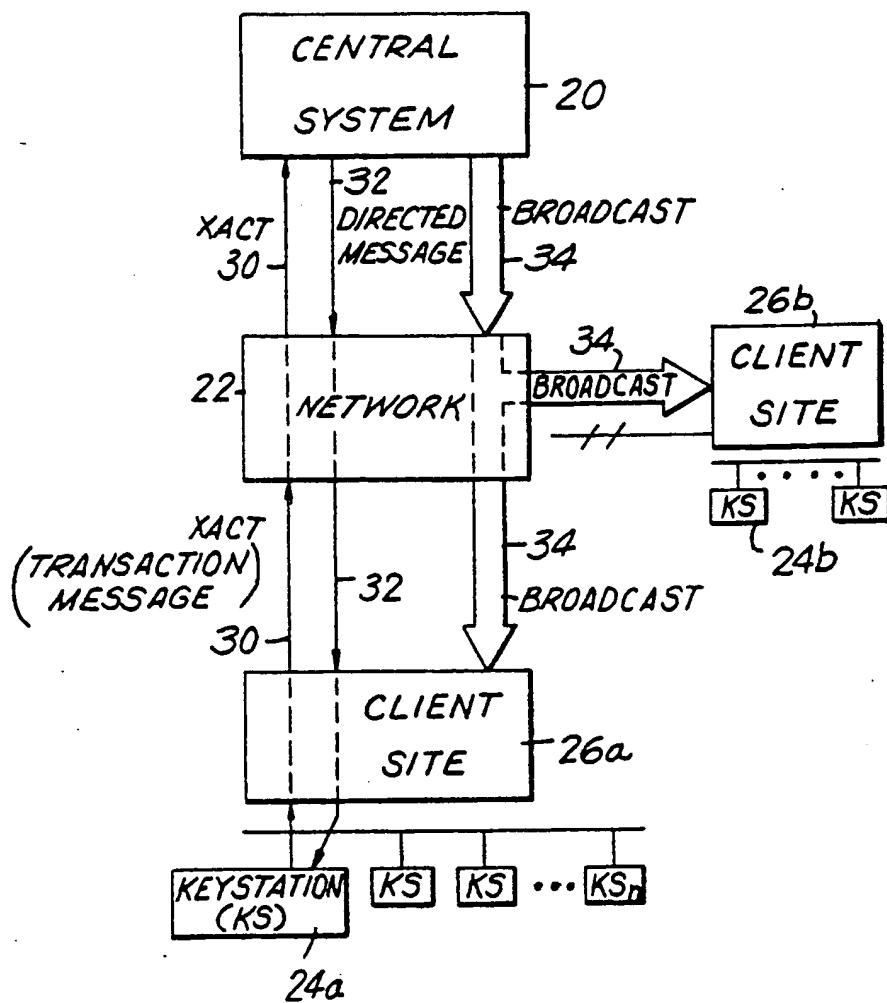 CENTRAL
SYSTEM
20
32
XACT
30
DIRECTED
MESSAGE
BROADCAST
34
26b
CLIENT
SITE
34
BROADCAST
22
NETWORK
KS
KS
24b
XACT
(TRANSACTION
MESSAGE)
30
32
34
BROADCAST
CLIENT
SITE
26a
KEYSTATION
(KS)
KS
KS
KSn
24a